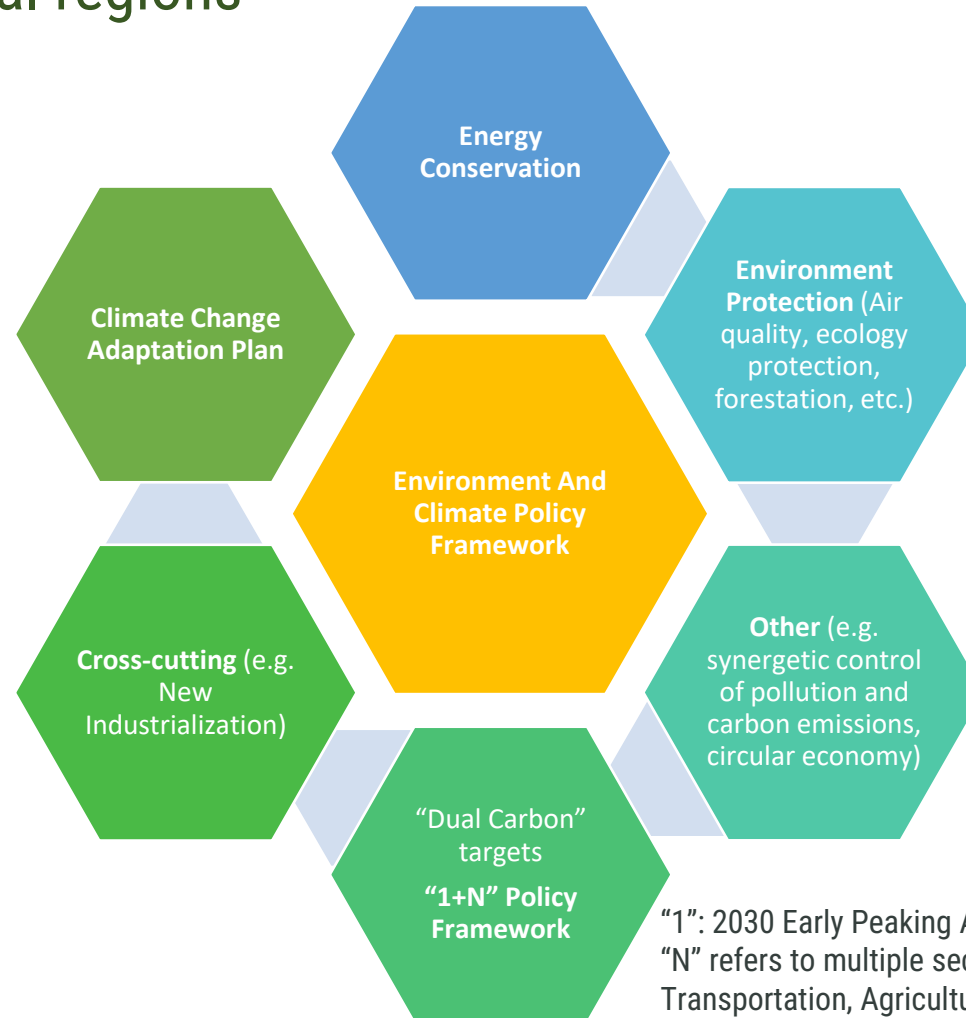 regions
Energy
Conservation
Climate Change
Adaptation Plan
Environment
Protection (Air
quality, ecology
protection,
forestation, etc.)
Environment And
Climate Policy
Framework
Cross-cutting (e.g.
New
Industrialization)
Other (e.g.
synergetic control
of pollution and
carbon emissions,
circular economy)
“Dual Carbon”
targets
“1+N” Policy
Framework
“1”: 2030 Early Peaking
“N” refers to multiple
Transportation,